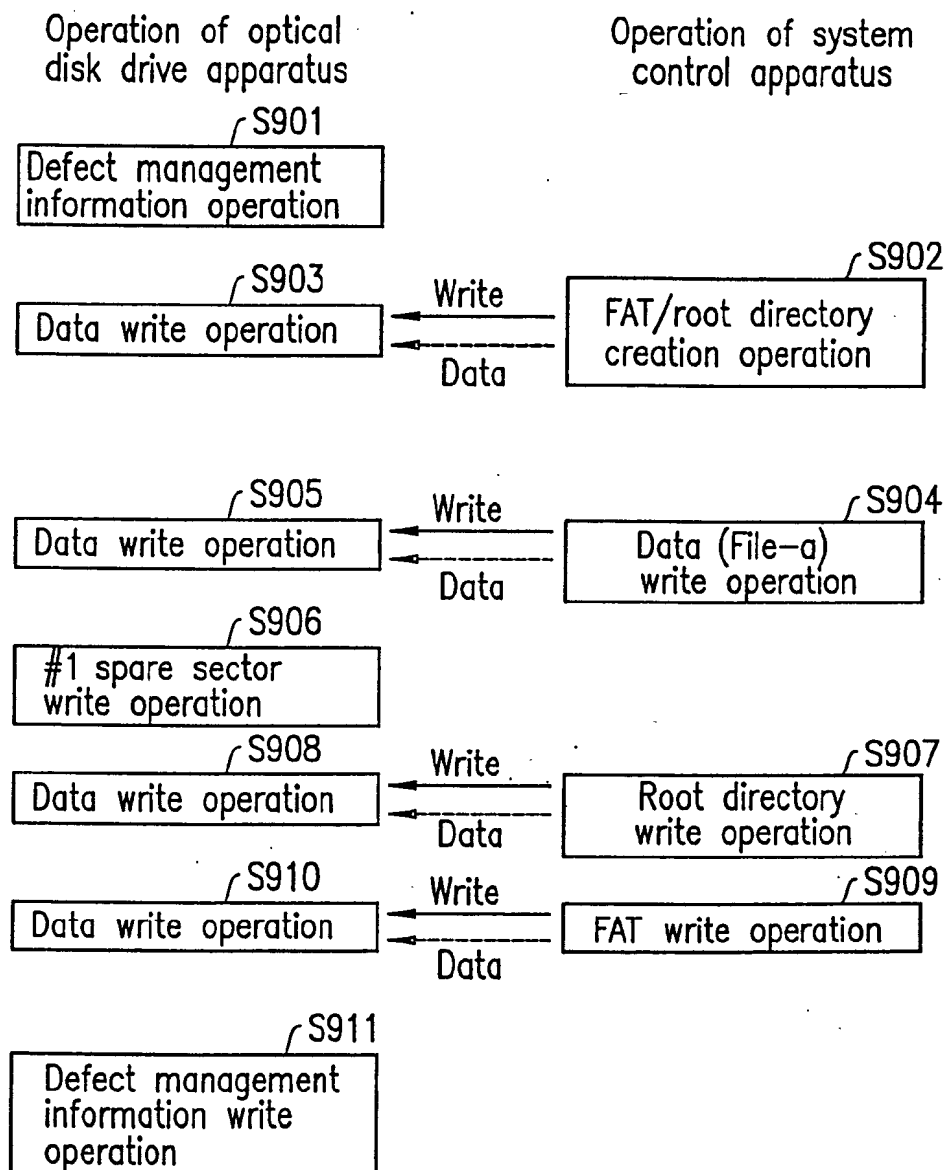 Operation of optical
disk drive apparatus
Operation of system
control apparatus
S901
Defect management
information operation
S902
FAT/root directory
creation operation
S903
Data write operation
Write
Data
S904
Data (File-a)
write operation
S905
Data write operation
Write
Data
S906
#1 spare sector
write operation
S907
Root directory
write operation
S908
Data write operation
Write
Data
S909
FAT write operation
S910
Data write operation
Write
Data
S911
Defect management
information write
operation